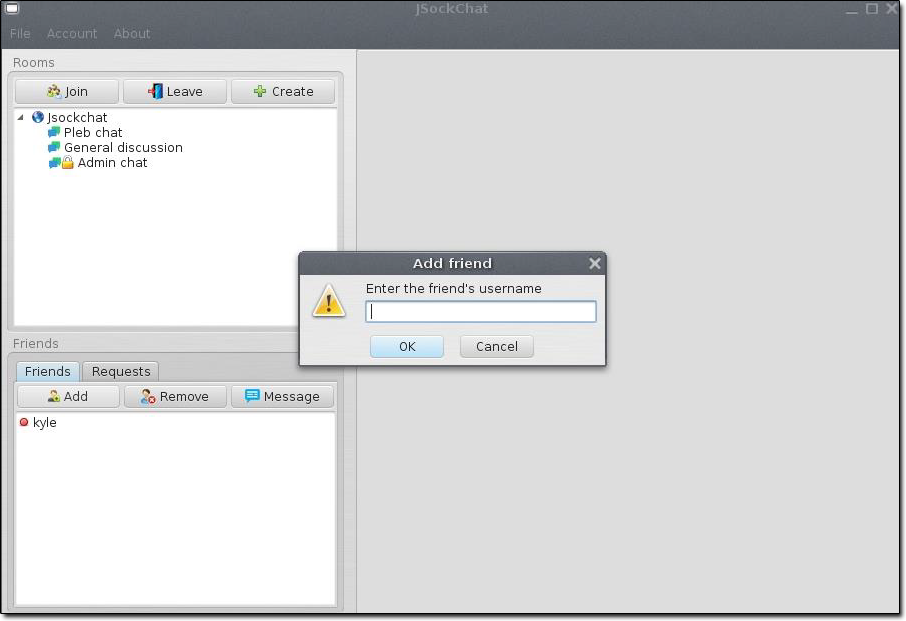 JSockChat
File Account About
Rooms
Join Leave Create
Jsockchat
Pleb chat
General discussion
Admin chat
Add friend
Enter the friend's username
OK Cancel
Friends
Friends Requests
Add Remove Message
kyle